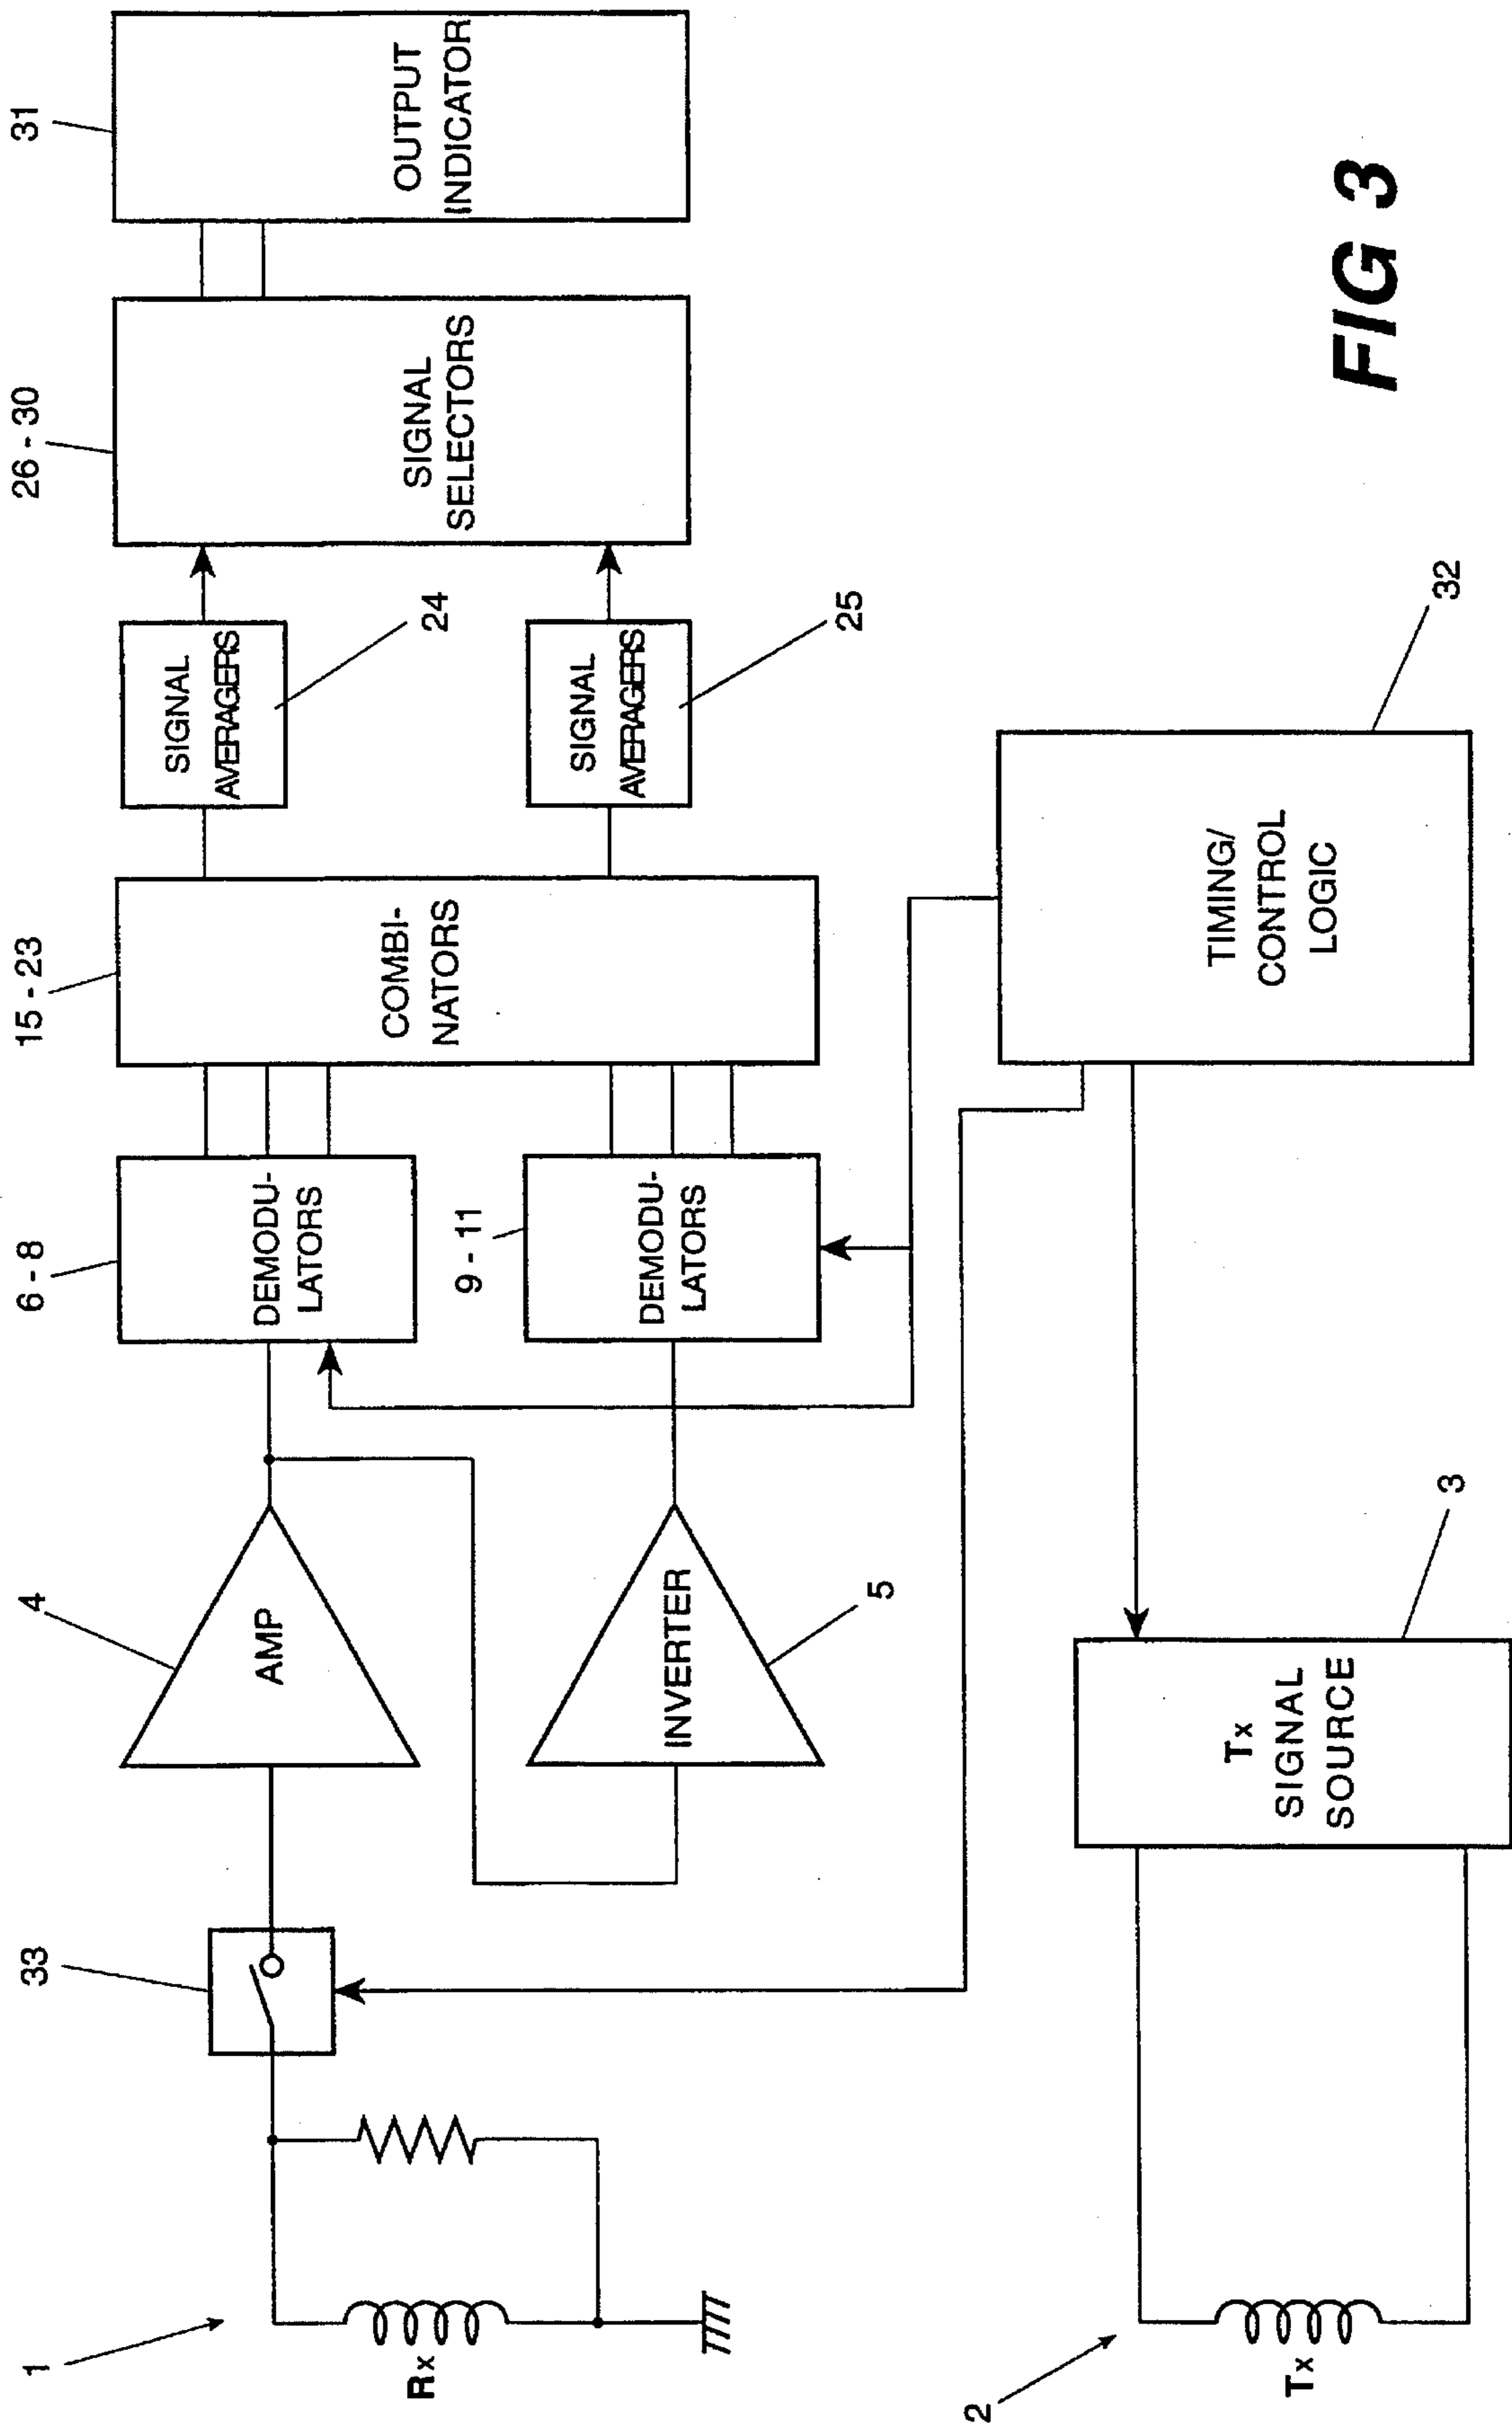 1
Rx
33
4
AMP
5
INVERTER
6 - 8
DEMODU-
LATORS
9 - 11
DEMODU-
LATORS
15 - 23
COMBI-
NATORS
SIGNAL
AVERAGERS
24
SIGNAL
AVERAGERS
25
26 - 30
SIGNAL
SELECTORS
31
OUTPUT
INDICATOR
2
Tx
Tx
SIGNAL
SOURCE
3
TIMING/
CONTROL
LOGIC
32
FIG 3